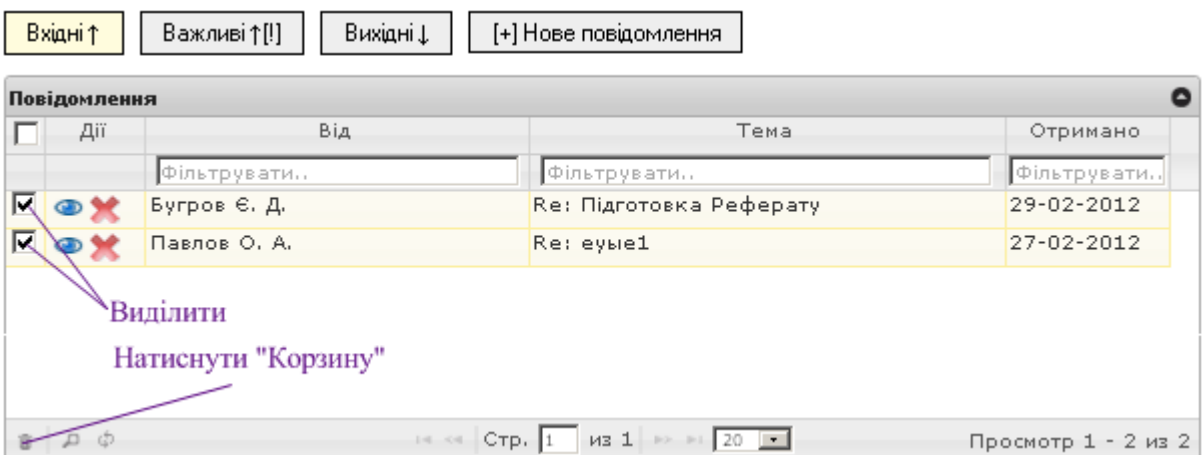 Вхідні↑ Важливі↑[!] Вихідні↓ [+] Нове повідомлення
Повідомлення
Дії Від Тема Отримано
Фільтрувати.. Фільтрувати.. Фільтрувати..
Бугров Є. Д. Re: Підготовка Реферату 29-02-2012
Павлов О. А. Re: еуые1 27-02-2012
Виділити
Натиснути "Корзину"
Стр. 1 из 1 20 Просмотр 1 - 2 из 2